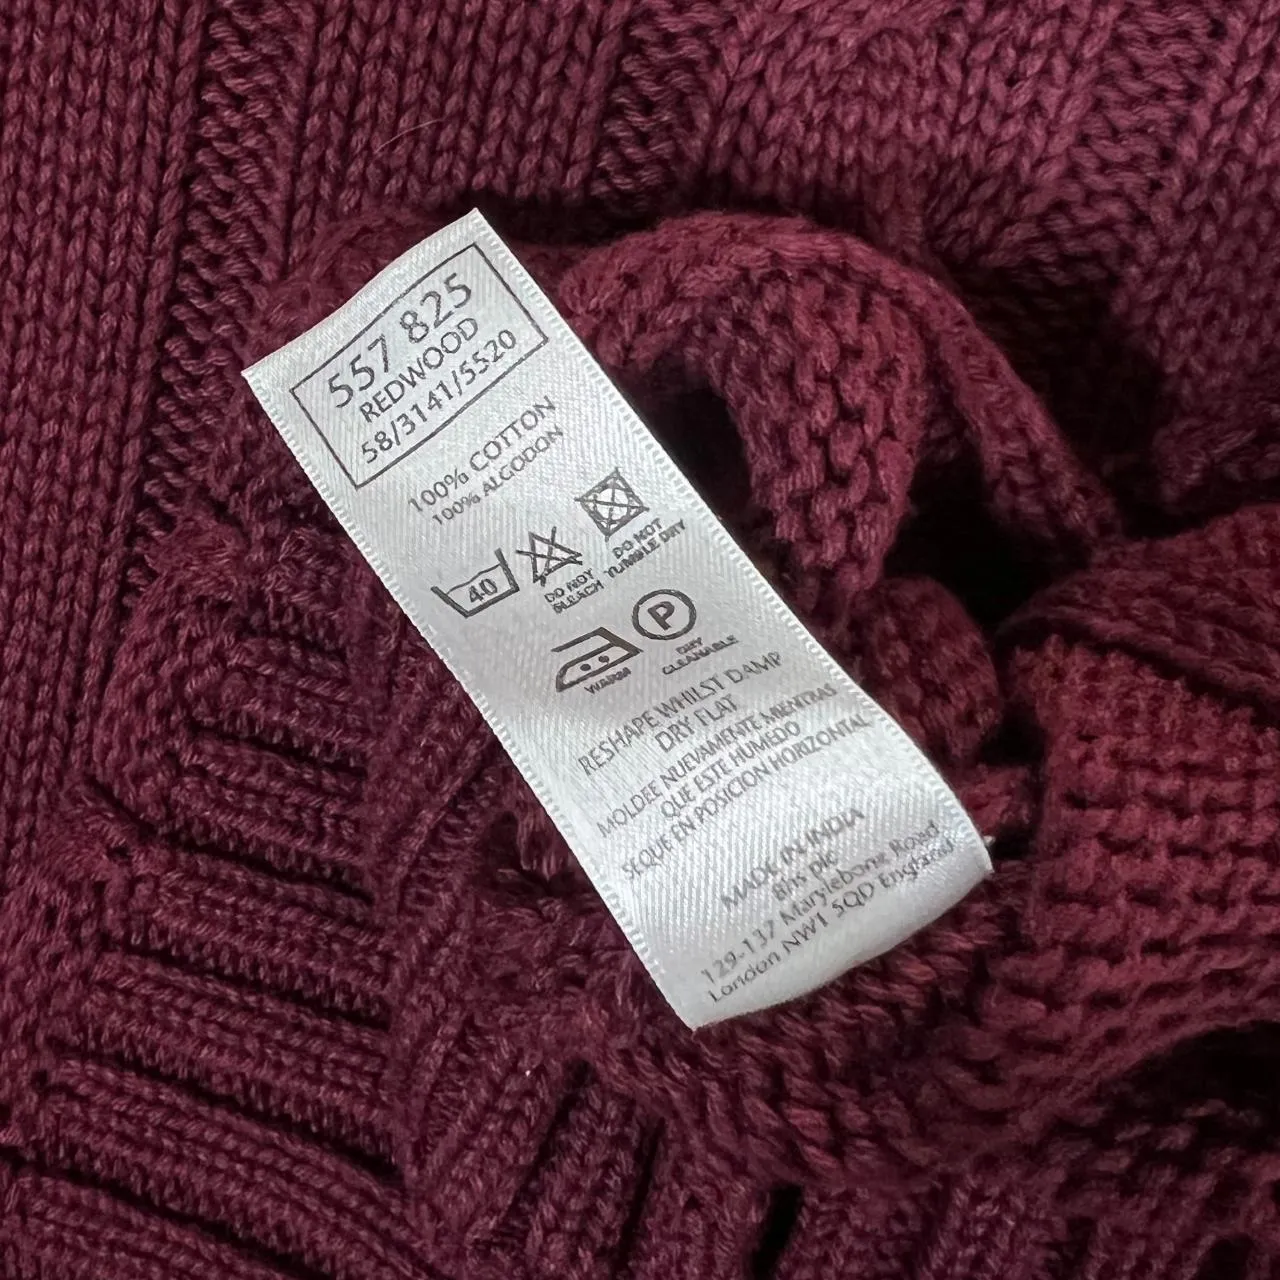 557 825
REDWOOD
58/3141/5520
100% COTTON
100% ALGODON
40
DO NOT
BLEACH
DO NOT
TUMBLE DRY
WARM
P
DRY
CLEANABLE
RESHAPE WHILST DAMP
DRY FLAT
MOLDEE NUEVAMENTE MIENTRAS
QUE ESTE HUMEDO
SEQUE EN POSICION HORIZONTAL
MADE IN INDIA
Bhs plc
129-137 Marylebone Road
London NW1 5QD England